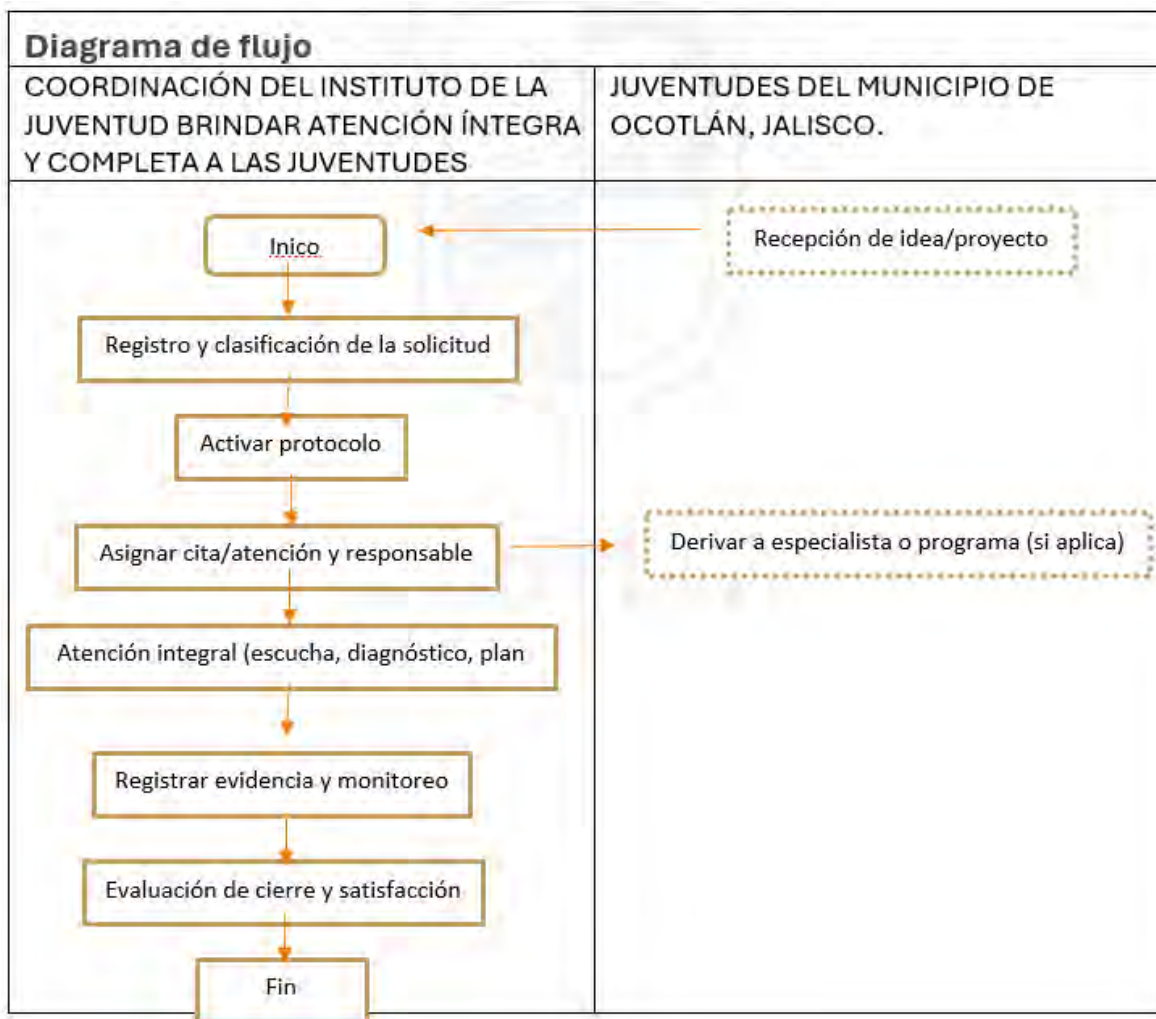 Diagrama de flujo
COORDINACIÓN DEL INSTITUTO DE LA
JUVENTUD BRINDAR ATENCIÓN ÍNTEGRA
Y COMPLETA A LAS JUVENTUDES
JUVENTUDES DEL MUNICIPIO DE
OCOTLÁN, JALISCO.
Inico
Recepción de idea/proyecto
Registro y clasificación de la solicitud
Activar protocolo
Asignar cita/atención y responsable
Derivar a especialista o programa (si aplica)
Atención integral (escucha, diagnóstico, plan
Registrar evidencia y monitoreo
Evaluación de cierre y satisfacción
Fin